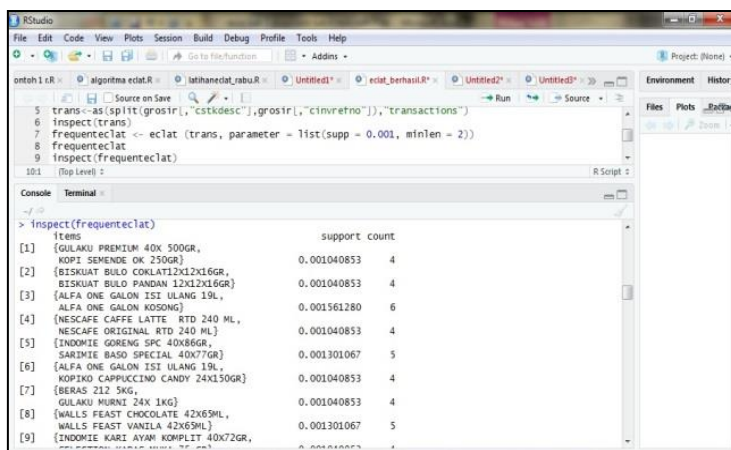 RStudio
File Edit Code View Plots Session Build Debug Profile Tools Help
Go to file/function Addins Project: (None)
ontoh 1 r.R algoritma eclat.R latihaneclat_rabu.R Untitled1* eclat_berhasil.R* Untitled2* Untitled3*
Environment Histor
Source on Save Run Source
Files Plots Packag
Zoom
5 trans<-as(split(grosir[,"cstkdesc"],grosir[,"cinvrefno"]),"transactions")
6 inspect(trans)
7 frequenteclat <- eclat (trans, parameter = list(supp = 0.001, minlen = 2))
8 frequenteclat
9 inspect(frequenteclat)
10:1 (Top Level) R Script
Console Terminal
~/
> inspect(frequenteclat)
items support count
[1] {GULAKU PREMIUM 40X 500GR,
KOPI SEMENDE OK 250GR} 0.001040853 4
[2] {BISKUAT BULO COKLAT12X12X16GR,
BISKUAT BULO PANDAN 12X12X16GR} 0.001040853 4
[3] {ALFA ONE GALON ISI ULANG 19L,
ALFA ONE GALON KOSONG} 0.001561280 6
[4] {NESCAFE CAFFE LATTE RTD 240 ML,
NESCAFE ORIGINAL RTD 240 ML} 0.001040853 4
[5] {INDOMIE GORENG SPC 40X86GR,
SARIMIE BASO SPECIAL 40X77GR} 0.001301067 5
[6] {ALFA ONE GALON ISI ULANG 19L,
KOPIKO CAPPUCCINO CANDY 24X150GR} 0.001040853 4
[7] {BERAS 212 5KG,
GULAKU MURNI 24X 1KG} 0.001040853 4
[8] {WALLS FEAST CHOCOLATE 42X65ML,
WALLS FEAST VANILA 42X65ML} 0.001301067 5
[9] {INDOMIE KARI AYAM KOMPLIT 40X72GR,